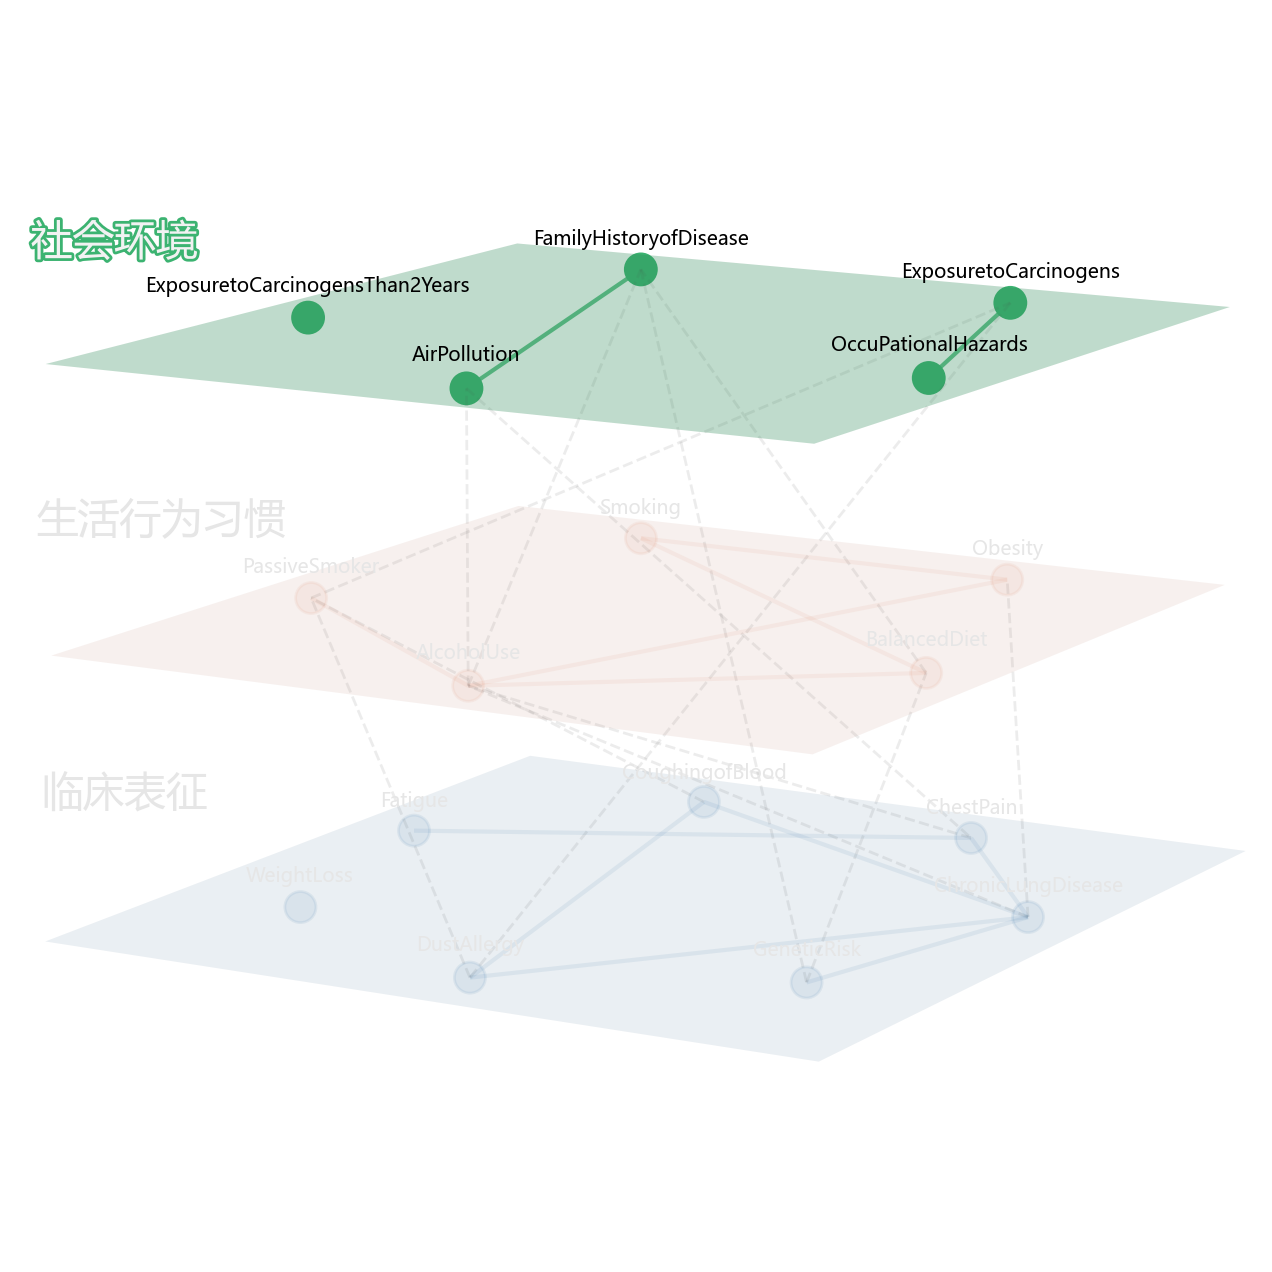 社会环境
FamilyHistoryofDisease
ExposuretoCarcinogens
ExposuretoCarcinogensThan2Years
OccuPationalHazards
AirPollution
生活行为习惯
Smoking
Obesity
PassiveSmoker
BalancedDiet
AlcoholUse
临床表征
CoughingofBlood
Fatigue
ChestPain
WeightLoss
ChronicLungDisease
DustAllergy
GeneticRisk